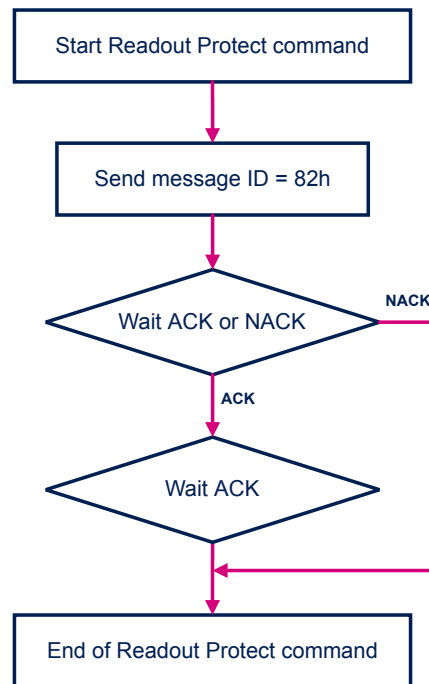 Start Readout Protect command
Send message ID = 82h
Wait ACK or NACK
NACK
ACK
Wait ACK
End of Readout Protect command